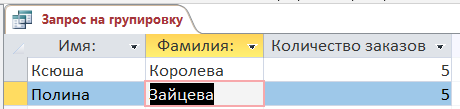 Запрос на групировку
Имя: Фамилия: Количество заказов
Ксюша Королева 5
Полина Зайцева 5